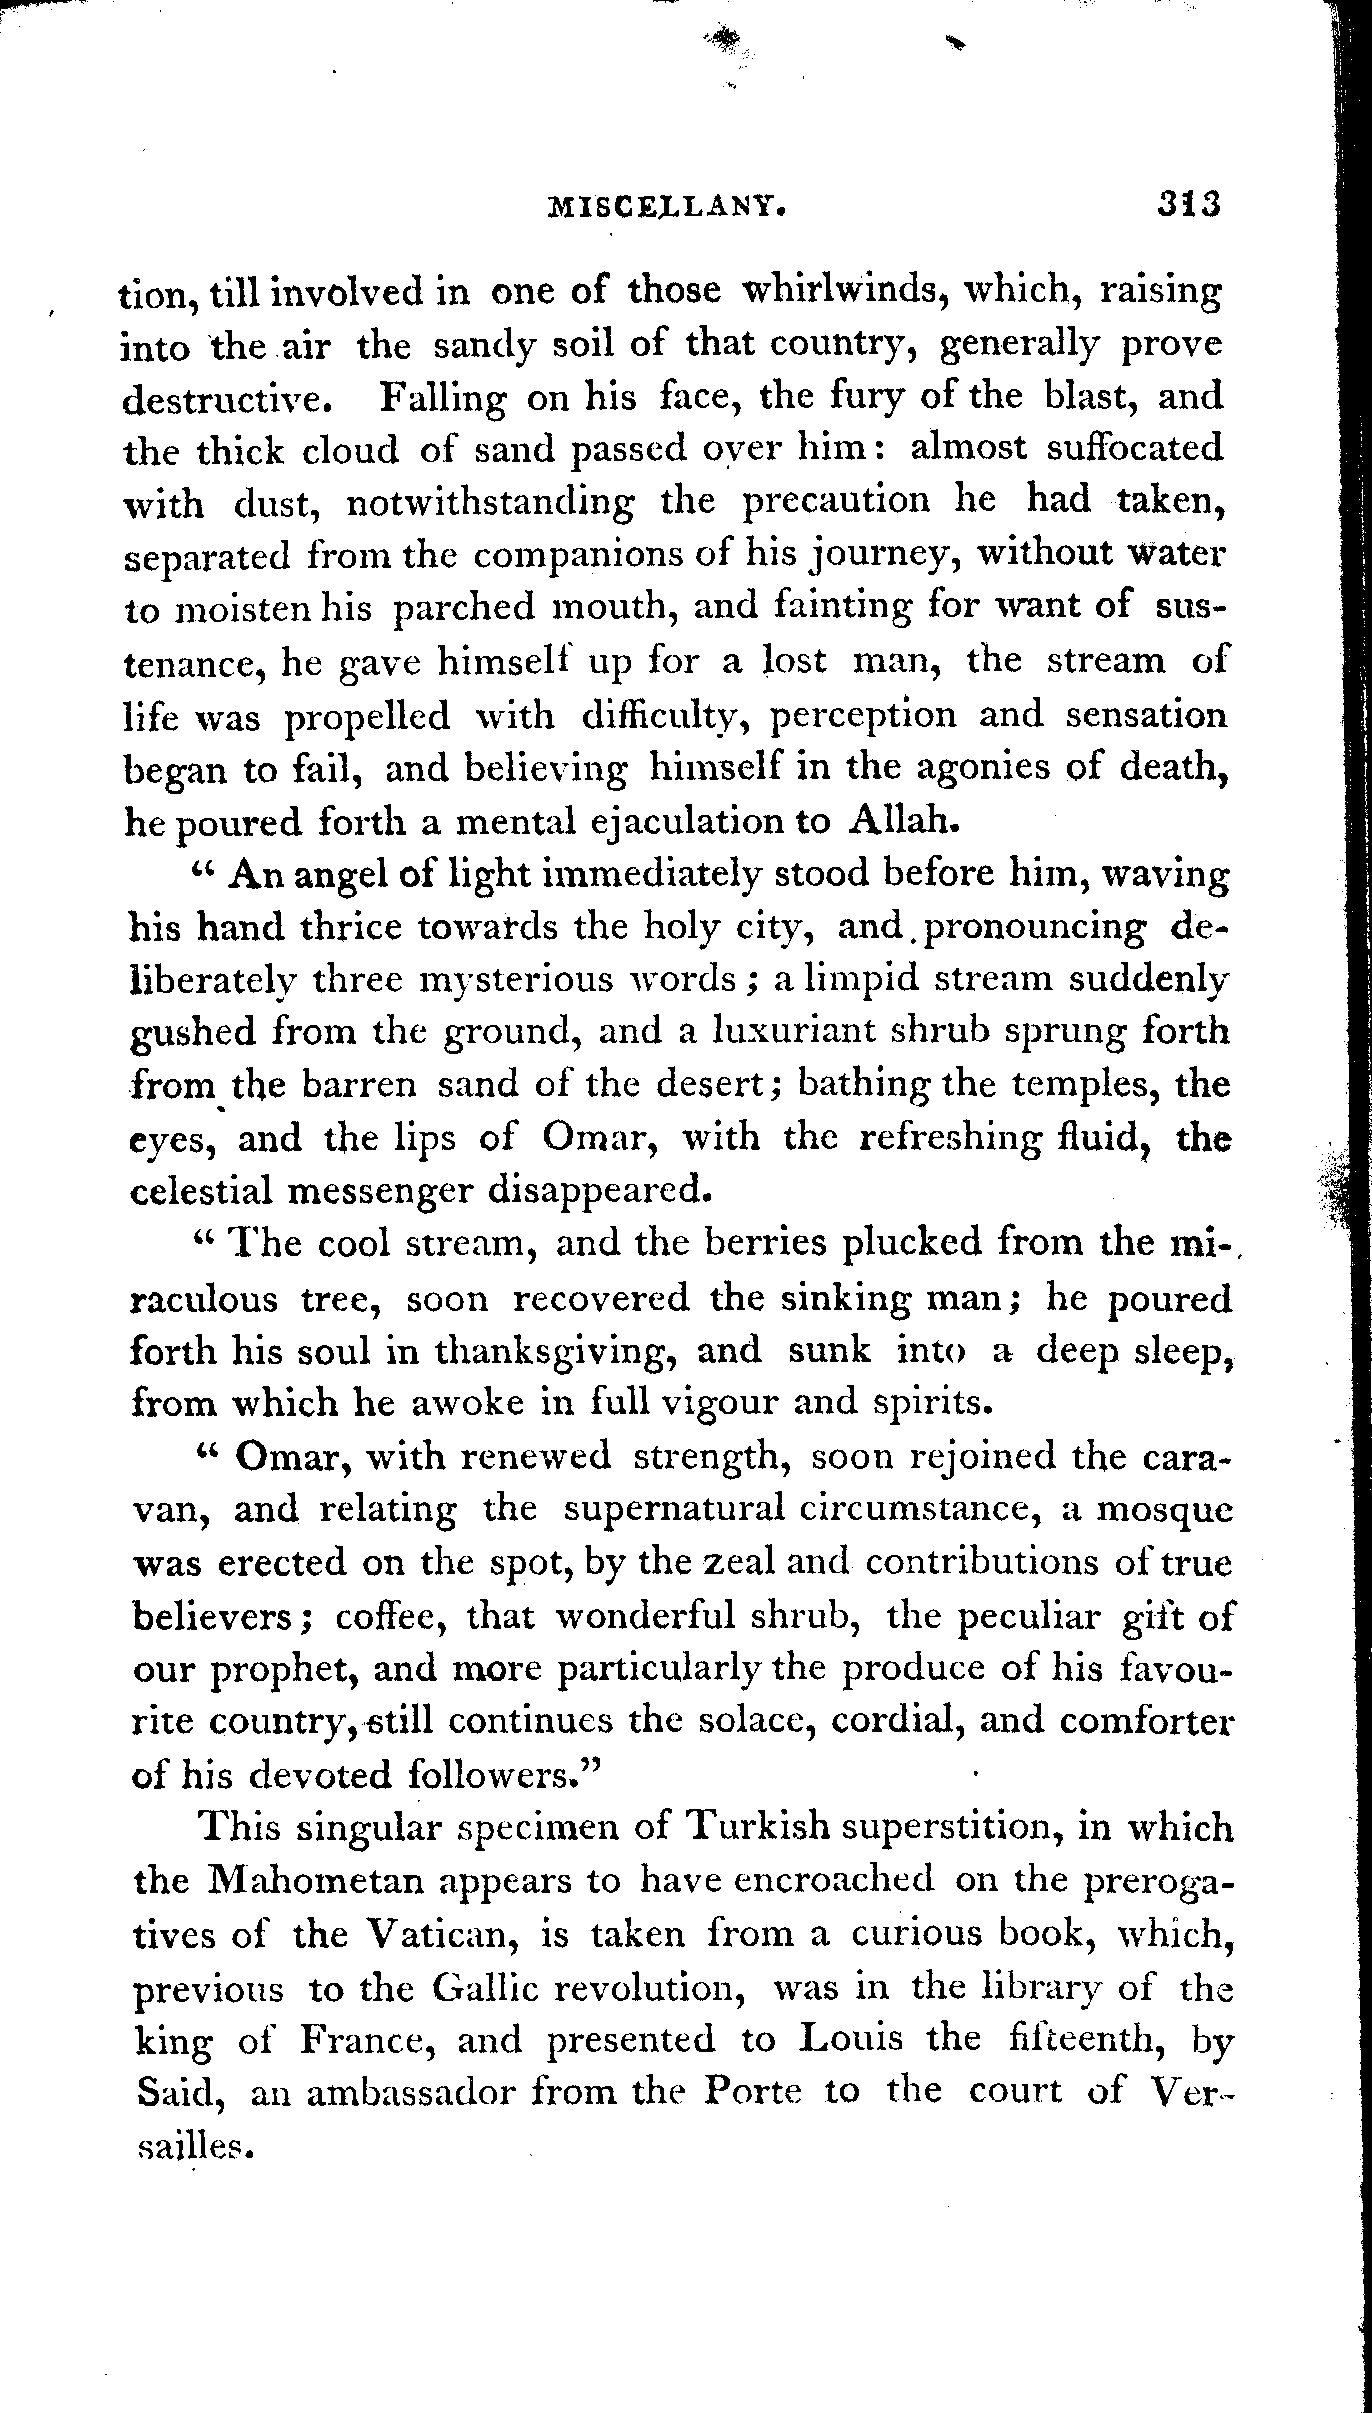 MISCELLANY. 313
tion, till involved in one of those whirlwinds, which, raising
into the air the sandy soil of that country, generally prove
destructive. Falling on his face, the fury of the blast, and
the thick cloud of sand passed over him: almost suffocated
with dust, notwithstanding the precaution he had taken,
separated from the companions of his journey, without water
to moisten his parched mouth, and fainting for want of sus-
tenance, he gave himself up for a lost man, the stream of
life was propelled with difficulty, perception and sensation
began to fail, and believing himself in the agonies of death,
he poured forth a mental ejaculation to Allah.
“ An angel of light immediately stood before him, waving
his hand thrice towards the holy city, and pronouncing de-
liberately three mysterious words; a limpid stream suddenly
gushed from the ground, and a luxuriant shrub sprung forth
from the barren sand of the desert; bathing the temples, the
eyes, and the lips of Omar, with the refreshing fluid, the
celestial messenger disappeared.
“ The cool stream, and the berries plucked from the mi-
raculous tree, soon recovered the sinking man; he poured
forth his soul in thanksgiving, and sunk into a deep sleep,
from which he awoke in full vigour and spirits.
“ Omar, with renewed strength, soon rejoined the cara-
van, and relating the supernatural circumstance, a mosque
was erected on the spot, by the zeal and contributions of true
believers; coffee, that wonderful shrub, the peculiar gift of
our prophet, and more particularly the produce of his favou-
rite country, still continues the solace, cordial, and comforter
of his devoted followers.”
This singular specimen of Turkish superstition, in which
the Mahometan appears to have encroached on the preroga-
tives of the Vatican, is taken from a curious book, which,
previous to the Gallic revolution, was in the library of the
king of France, and presented to Louis the fifteenth, by
Said, an ambassador from the Porte to the court of Ver-
sailles.